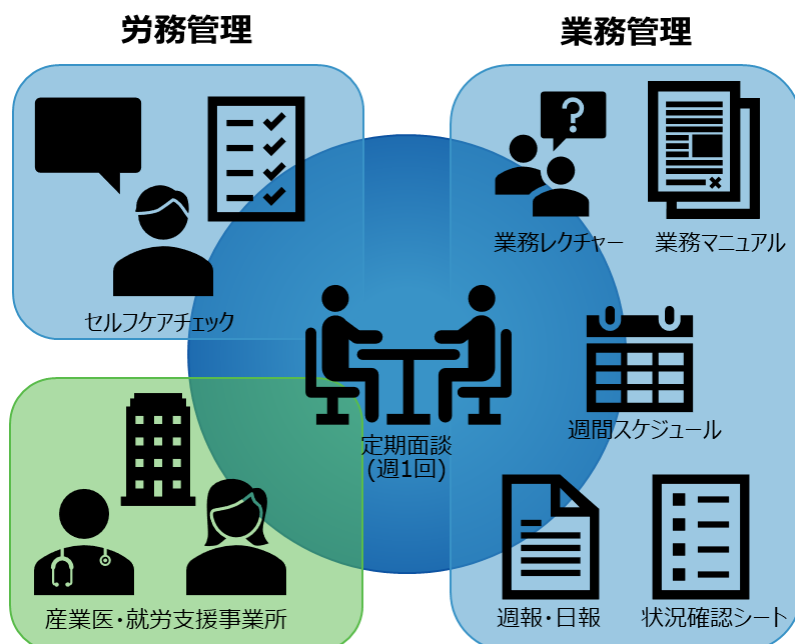 労務管理
業務管理
?
業務レクチャー
業務マニュアル
セルフケアチェック
定期面談
(週1回)
週間スケジュール
産業医・就労支援事業所
週報・日報
状況確認シート